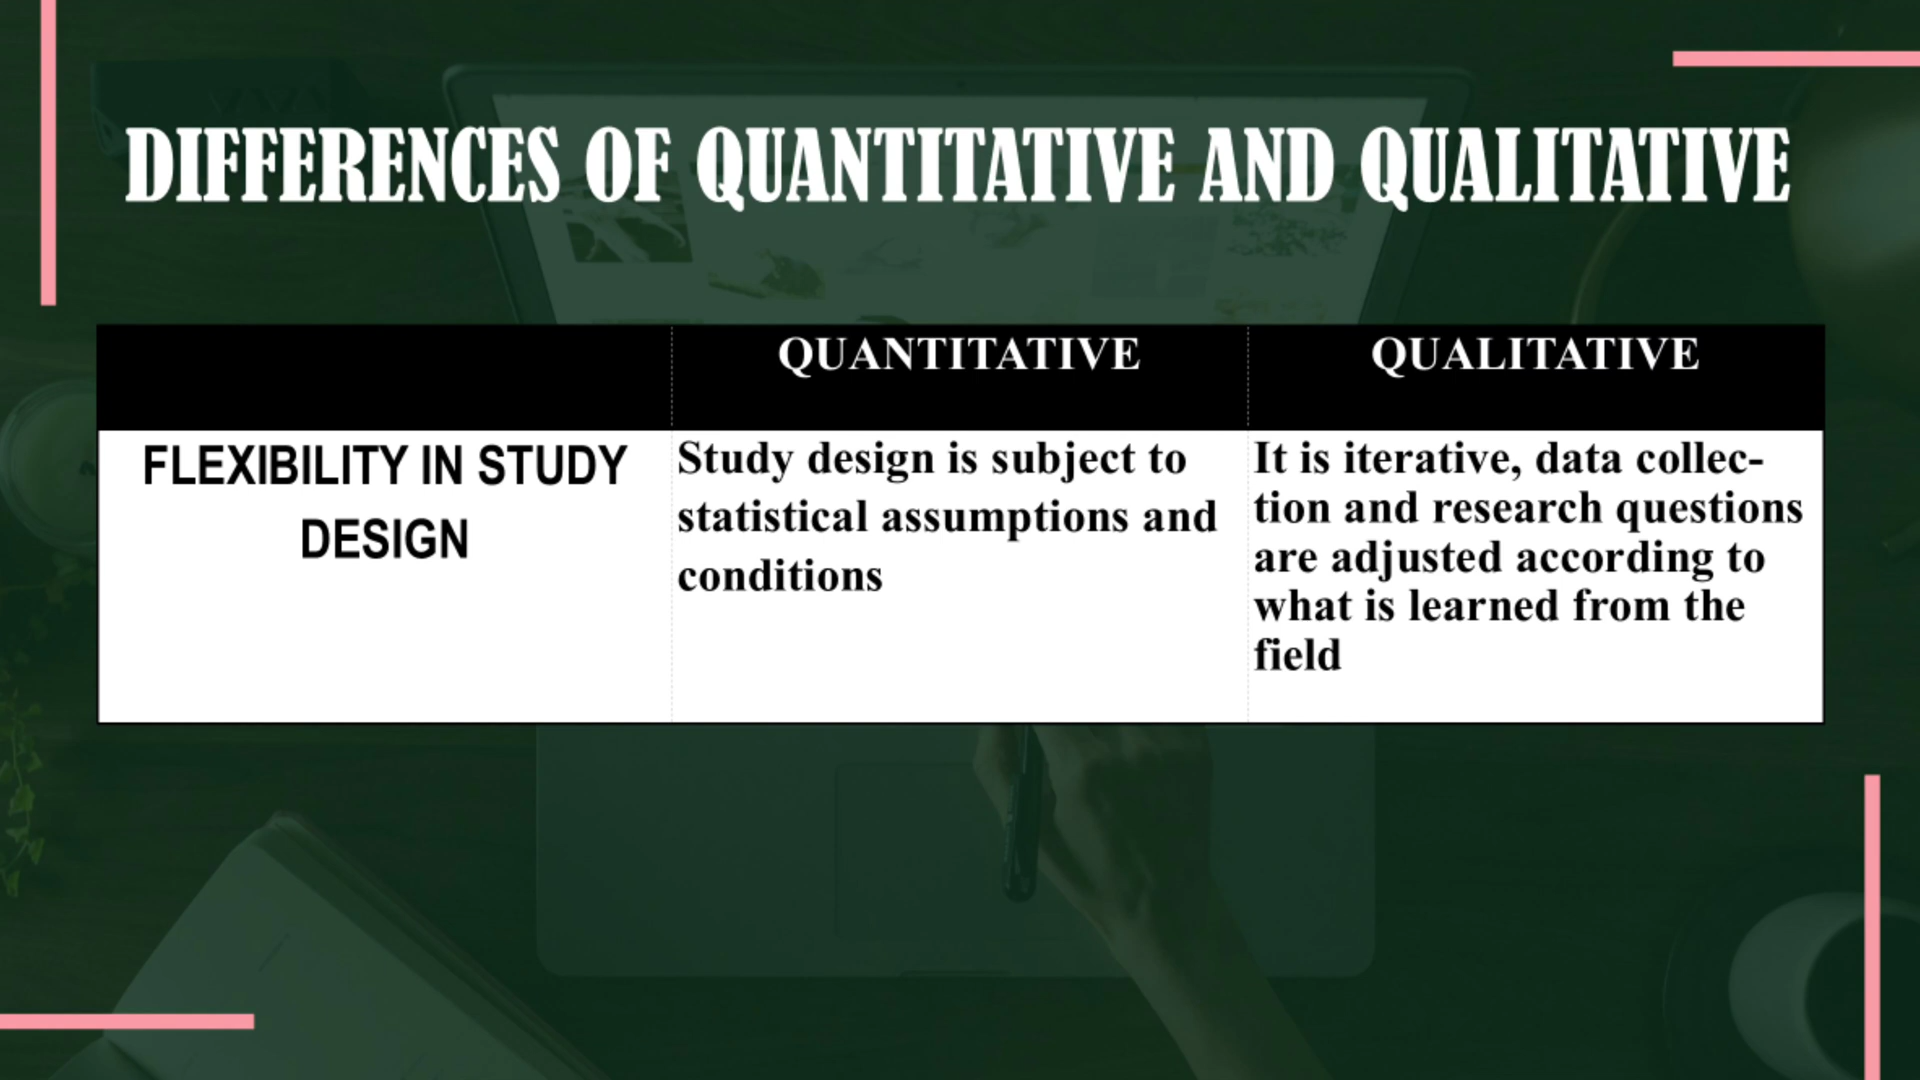 DIFFERENCES OF QUANTITATIVE AND QUALITATIVE
QUANTITATIVE
QUALITATIVE
FLEXIBILITY IN STUDY
DESIGN
Study design is subject to
statistical assumptions and
conditions
It is iterative, data collec-
tion and research questions
are adjusted according to
what is learned from the
field